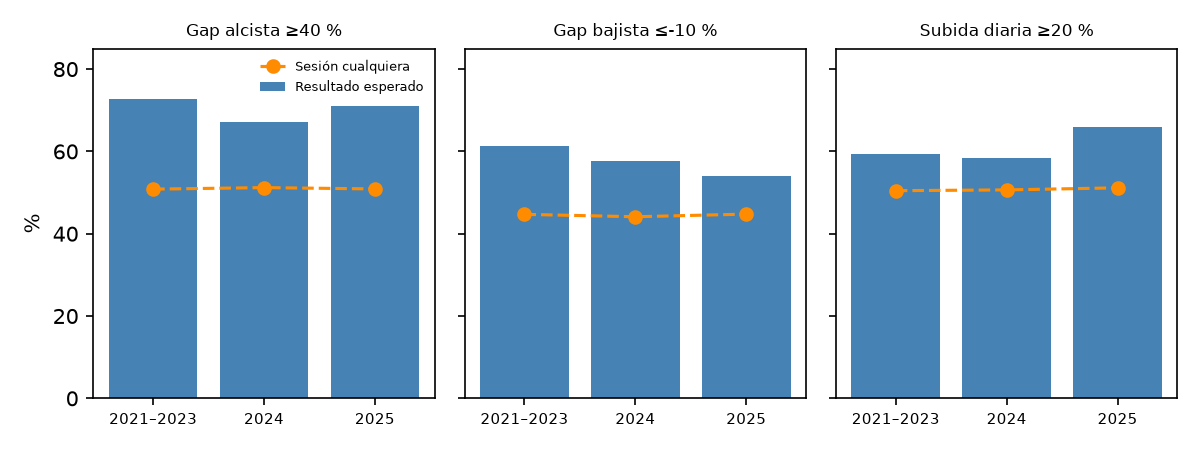 Gap alcista ≥40 %
Gap bajista ≤-10 %
Subida diaria ≥20 %
Sesión cualquiera
Resultado esperado
%
80
60
40
20
0
2021–2023 2024 2025
2021–2023 2024 2025
2021–2023 2024 2025